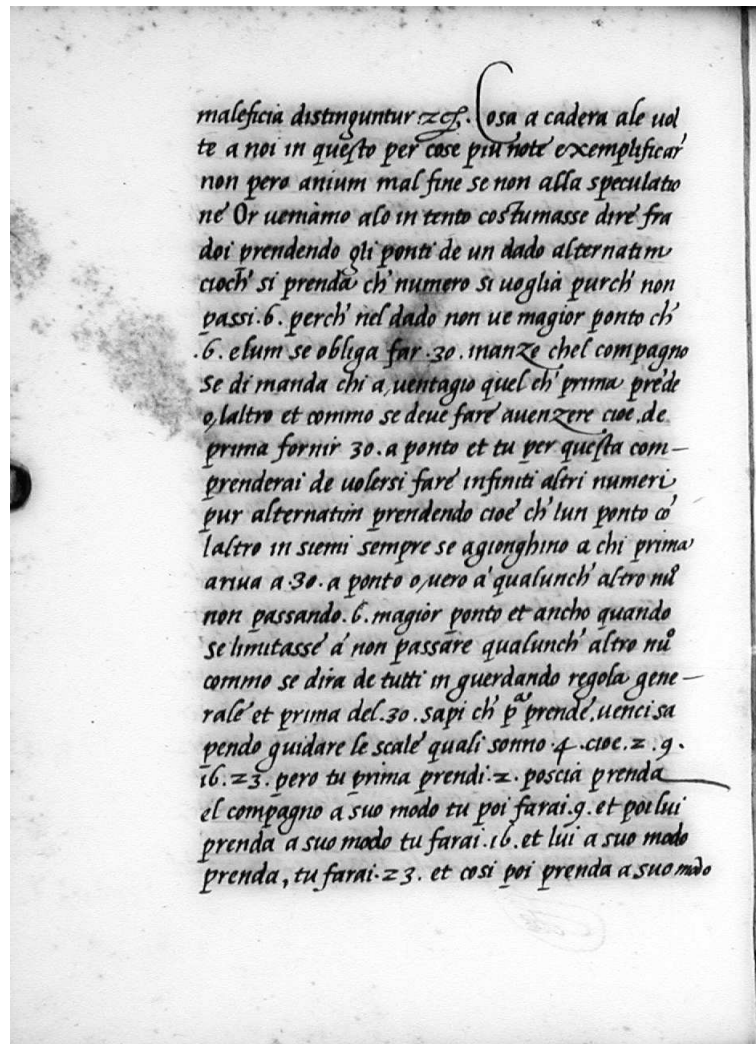 maleficia distinguntur :zcȝ. Cosa a cadera ale uol
te a noi in questo per cose piu note exemplificar
non pero anium mal fine se non alla speculatio
ne Or ueniamo alo in tento costumasse dire fra
doi prendendo gli ponti de un dado alternatim
cioch' si prenda ch' numero si uoglia purch' non
passi .6. perch' nel dado non ue magior ponto ch'
.6. elum se obliga far .30. inanze chel compagno
se di manda chi a, uentagio quel ch' prima prẽde
o, laltro et commo se deue fare auenzere cioe .de
prima fornir 30. a ponto et tu per questa com-
prenderai de uolersi fare infiniti altri numeri
pur alternatim prendendo cioe ch' lun ponto cõ
laltro in siemi sempre se agionghino a chi prima
ariua a .30. a ponto o, uero a qualunch' altro nũo
non passando .6. magior ponto et ancho quando
se limitasse a non passare qualunch' altro nũo
commo se dira de tutti in guerdando regola gene-
rale et prima del .30. sapi ch' pᵃ prende, uenci sa
pendo guidare le scale quali sonno .4. cioe .2. 9.
16. 23. pero tu prima prendi .2. poscia prenda
el compagno a suo modo tu poi farai .9. et poi lui
prenda a suo modo tu farai .16. et lui a suo modo
prenda, tu farai .23. et cosi poi prenda a suo modo